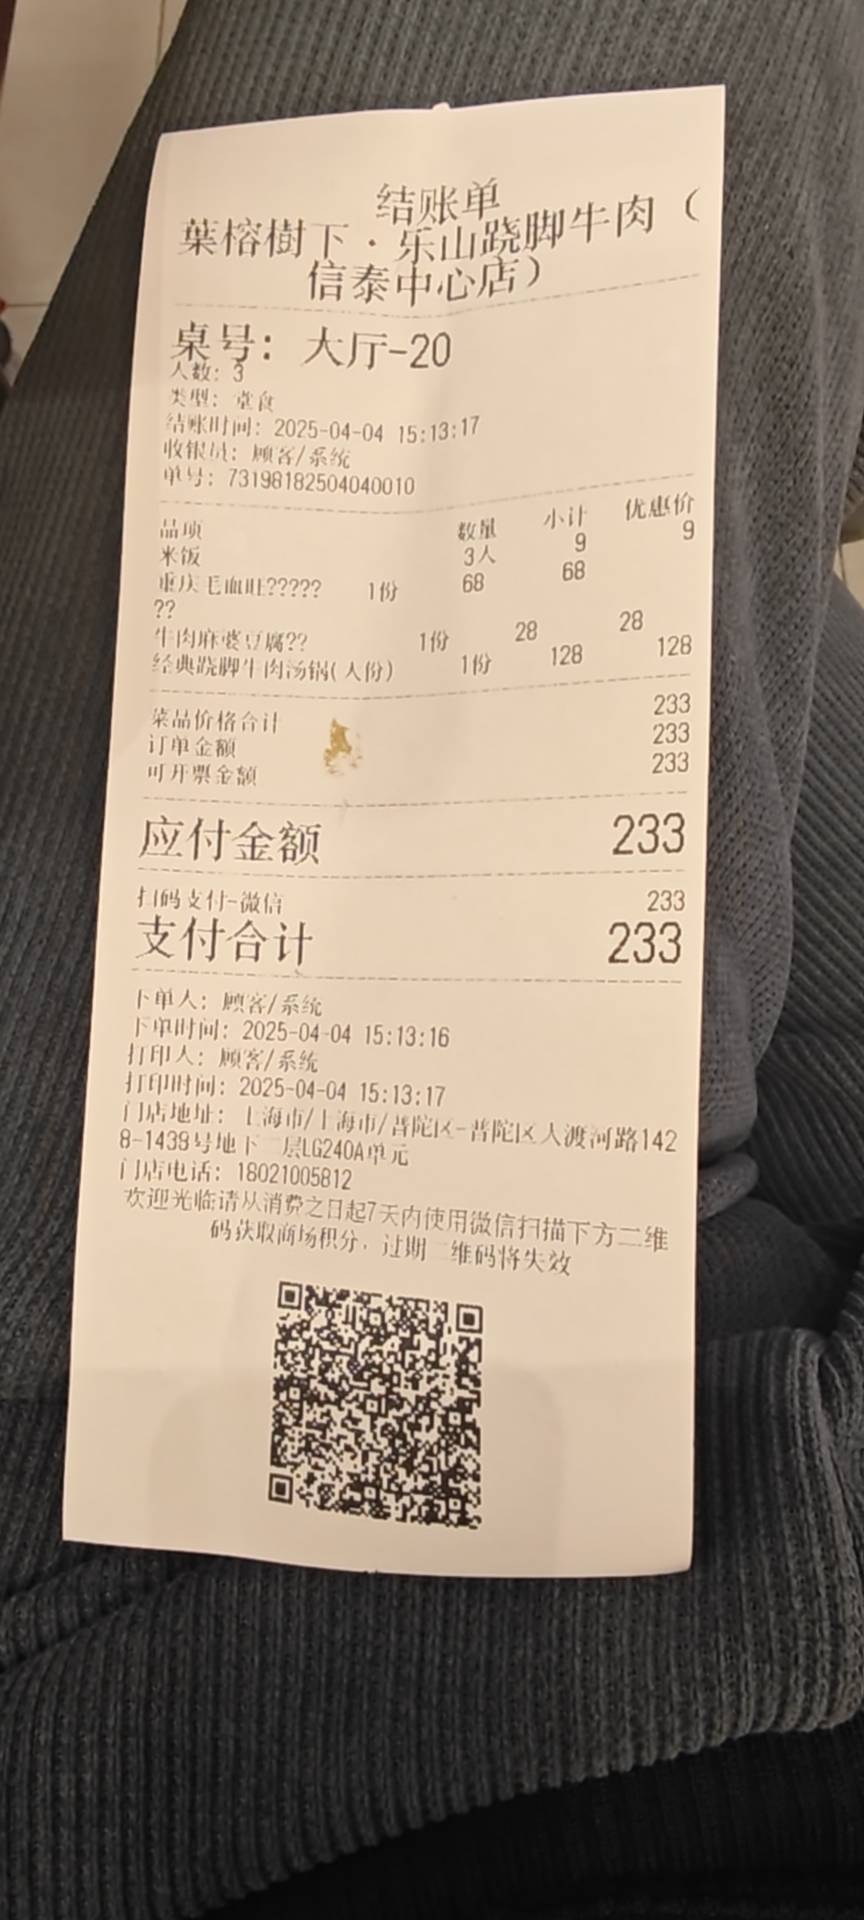 结账单
葉榕樹下·乐山跷脚牛肉（
信泰中心店）
桌号：大厅-20
人数：3
类型：堂食
结账时间：2025-04-04 15:13:17
收银员：顾客/系统
单号：73198182504040010
品项 数量 小计 优惠价
米饭 3人 9 9
重庆毛血旺????? 1份 68 68
??
牛肉麻婆豆腐?? 1份 28 28
经典跷脚牛肉汤锅(人份) 1份 128 128
菜品价格合计 233
订单金额 233
可开票金额 233
应付金额 233
扫码支付-微信 233
支付合计 233
下单人：顾客/系统
下单时间：2025-04-04 15:13:16
打印人：顾客/系统
打印时间：2025-04-04 15:13:17
门店地址：上海市/上海市/普陀区-普陀区大渡河路142
8-1438号地下二层LG240A单元
门店电话：18021005812
欢迎光临请从消费之日起7天内使用微信扫描下方二维
码获取商场积分，过期二维码将失效